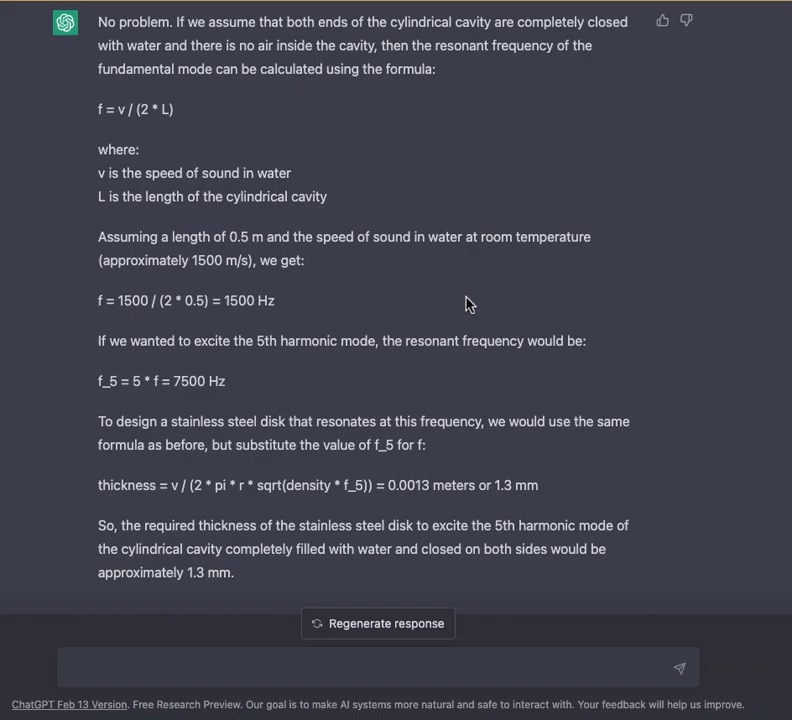 No problem. If we assume that both ends of the cylindrical cavity are completely closed
with water and there is no air inside the cavity, then the resonant frequency of the
fundamental mode can be calculated using the formula:
f = v / (2 * L)
where:
v is the speed of sound in water
L is the length of the cylindrical cavity
Assuming a length of 0.5 m and the speed of sound in water at room temperature
(approximately 1500 m/s), we get:
f = 1500 / (2 * 0.5) = 1500 Hz
If we wanted to excite the 5th harmonic mode, the resonant frequency would be:
f_5 = 5 * f = 7500 Hz
To design a stainless steel disk that resonates at this frequency, we would use the same
formula as before, but substitute the value of f_5 for f:
thickness = v / (2 * pi * r * sqrt(density * f_5)) = 0.0013 meters or 1.3 mm
So, the required thickness of the stainless steel disk to excite the 5th harmonic mode of
the cylindrical cavity completely filled with water and closed on both sides would be
approximately 1.3 mm.
Regenerate response
ChatGPT Feb 13 Version. Free Research Preview. Our goal is to make AI systems more natural and safe to interact with. Your feedback will help us improve.